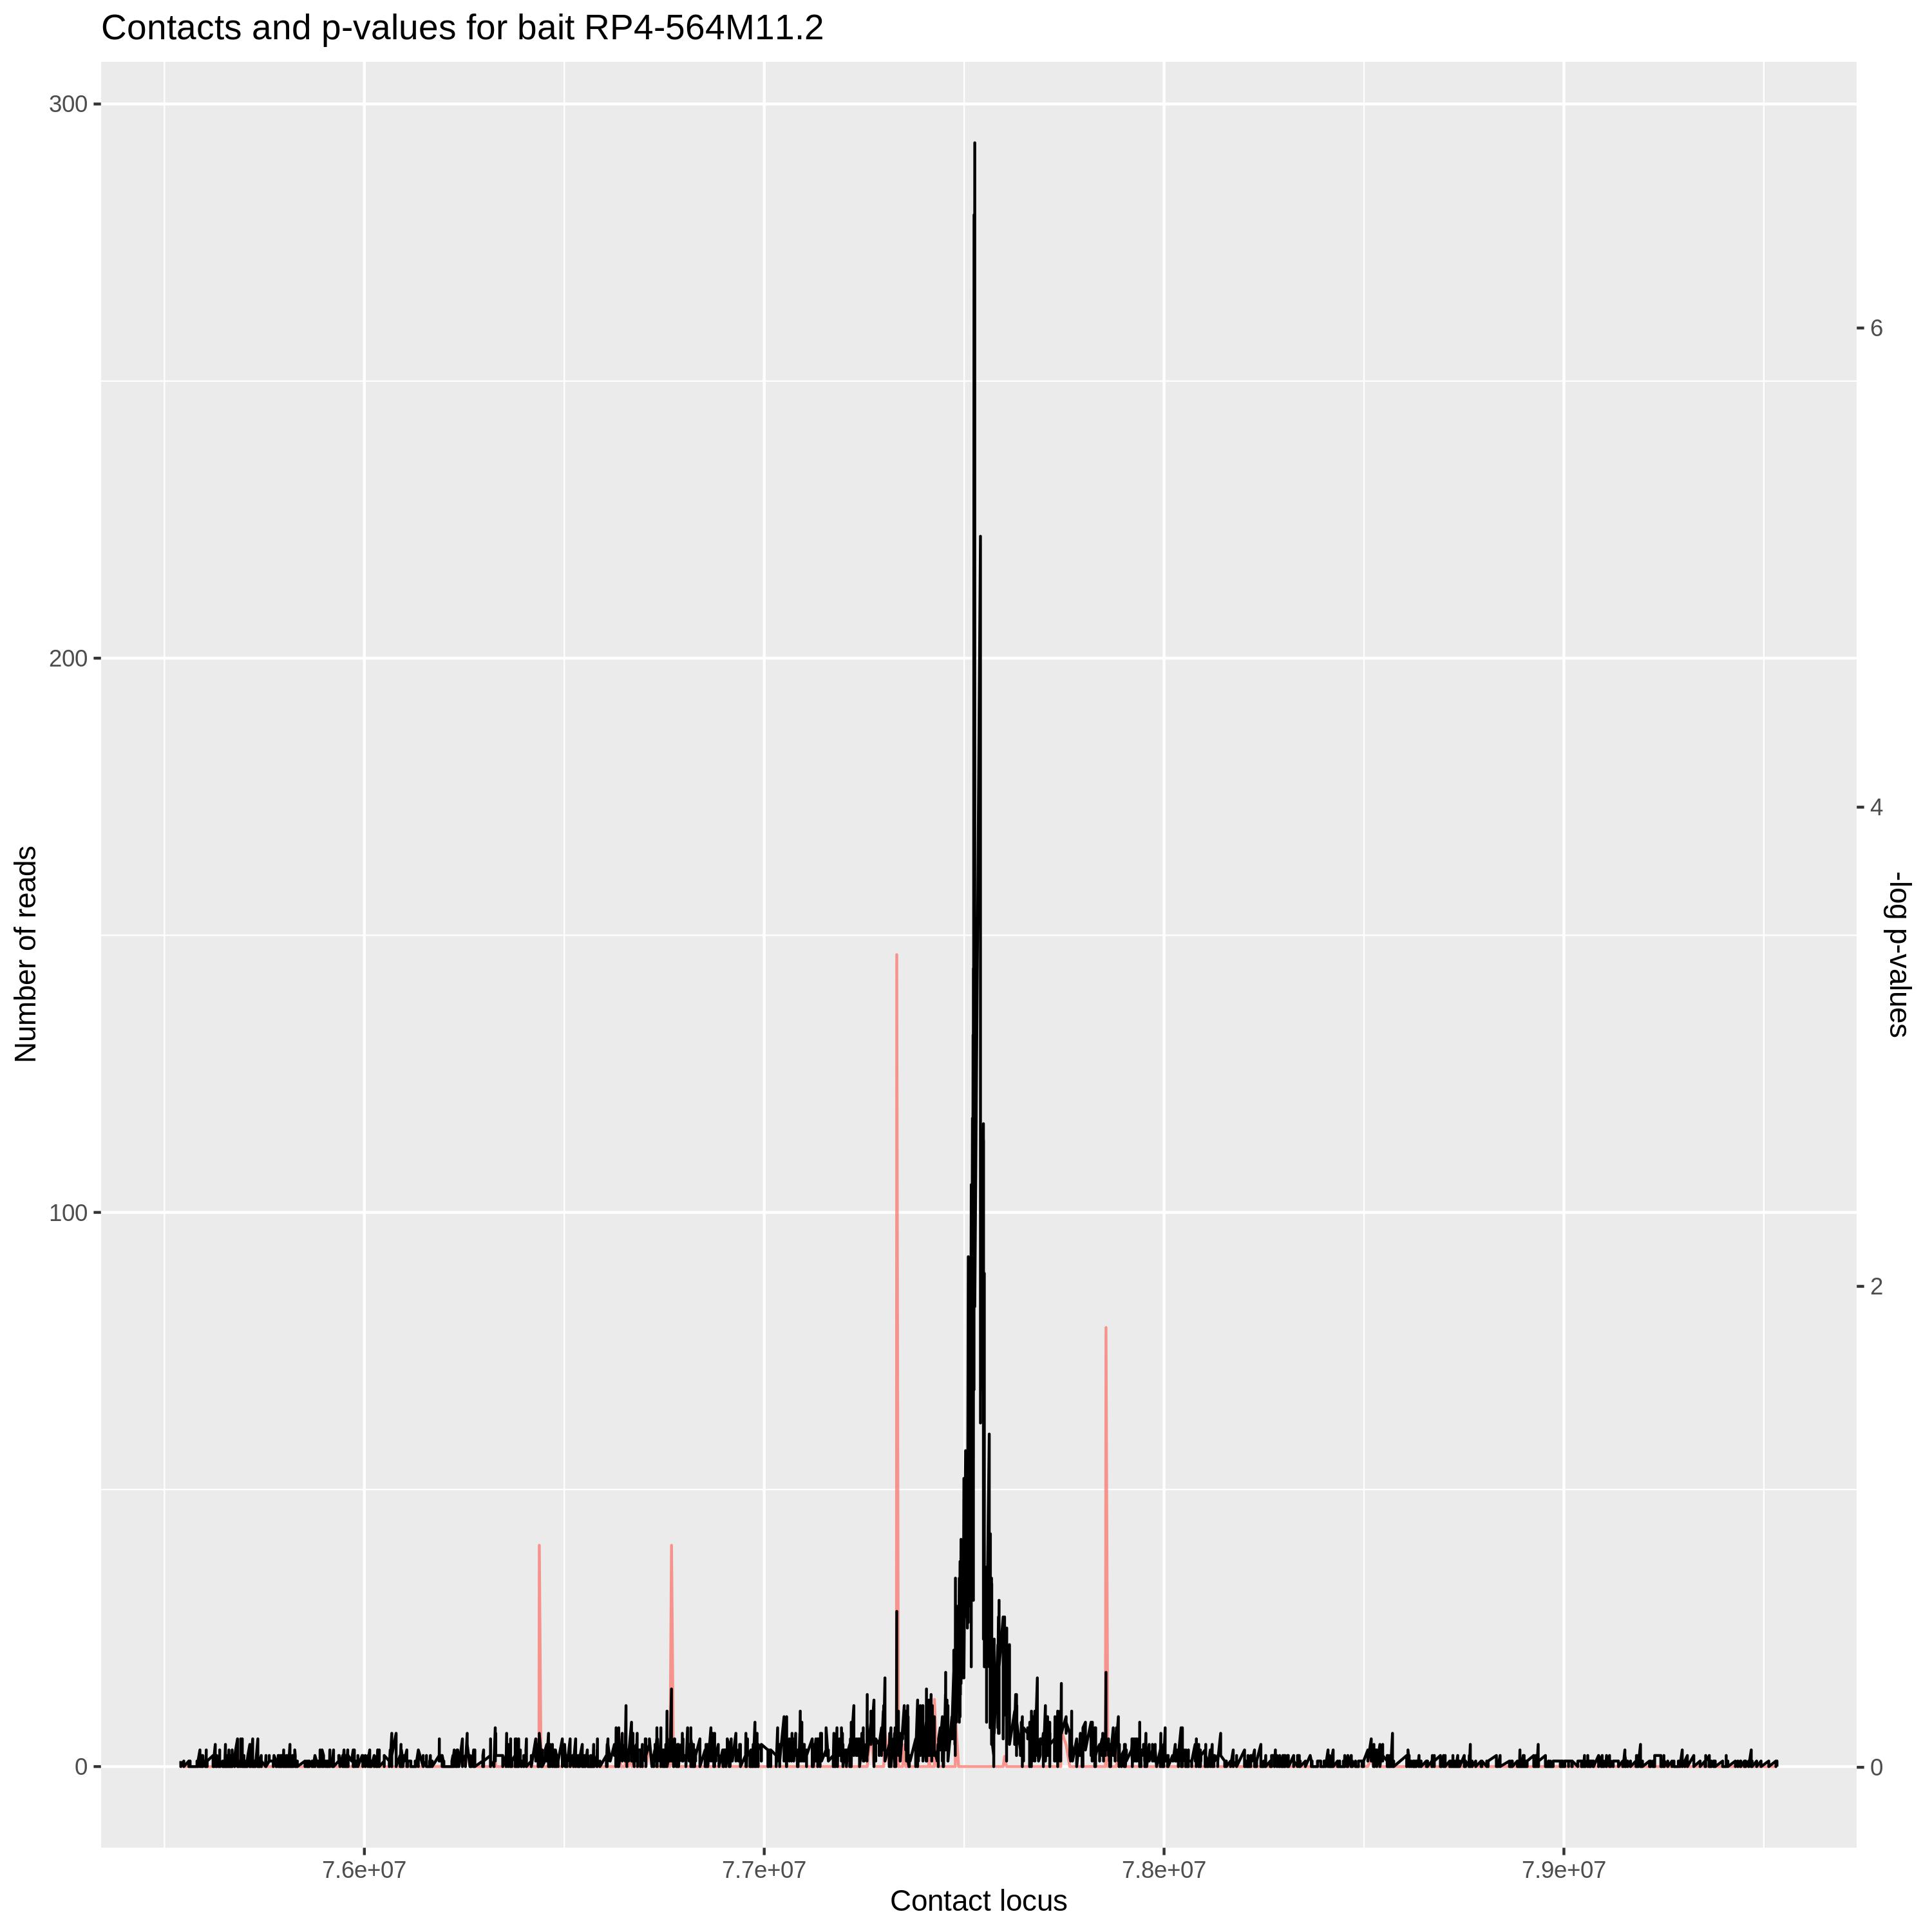 Contacts and p-values for bait RP4-564M11.2
300
200
100
0
Number of reads
6
4
2
0
-log p-values
7.6e+07 7.7e+07 7.8e+07 7.9e+07
Contact locus